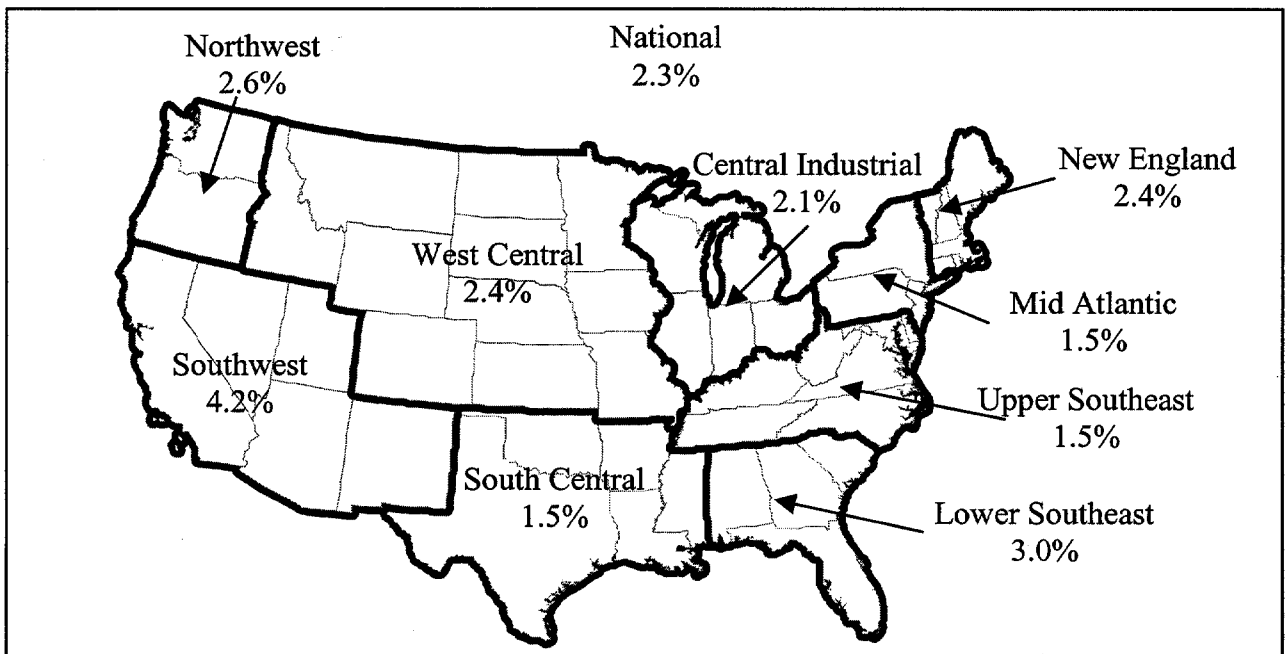 Northwest
2.6%
National
2.3%
Central Industrial
2.1%
New England
2.4%
West Central
2.4%
Mid Atlantic
1.5%
Southwest
4.2%
Upper Southeast
1.5%
South Central
1.5%
Lower Southeast
3.0%